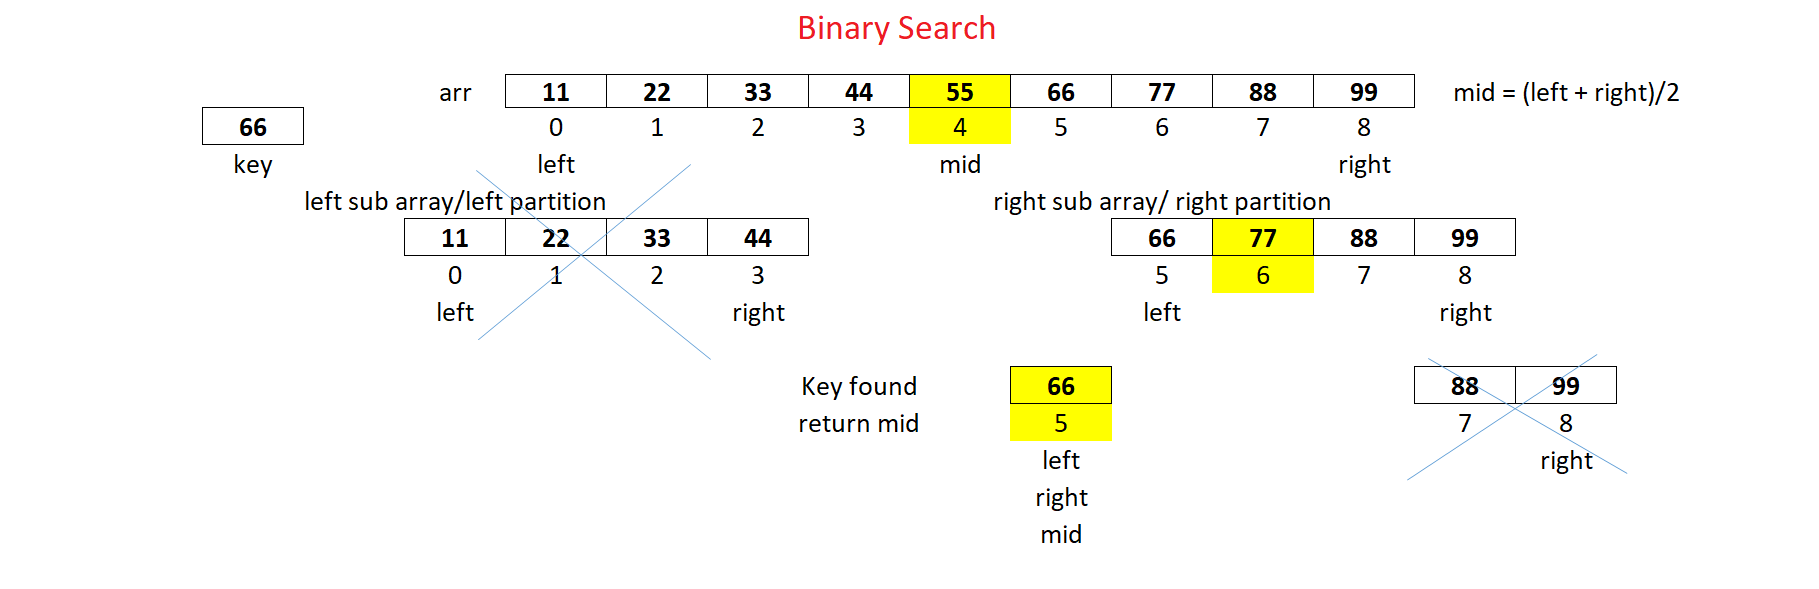 Binary Search
arr 11 22 33 44 55 66 77 88 99 mid = (left + right)/2
66 0 1 2 3 4 5 6 7 8
key left mid right
left sub array/left partition right sub array/ right partition
11 22 33 44 66 77 88 99
0 1 2 3 5 6 7 8
left right left right
Key found 66 88 99
return mid 5 7 8
left right
right
mid